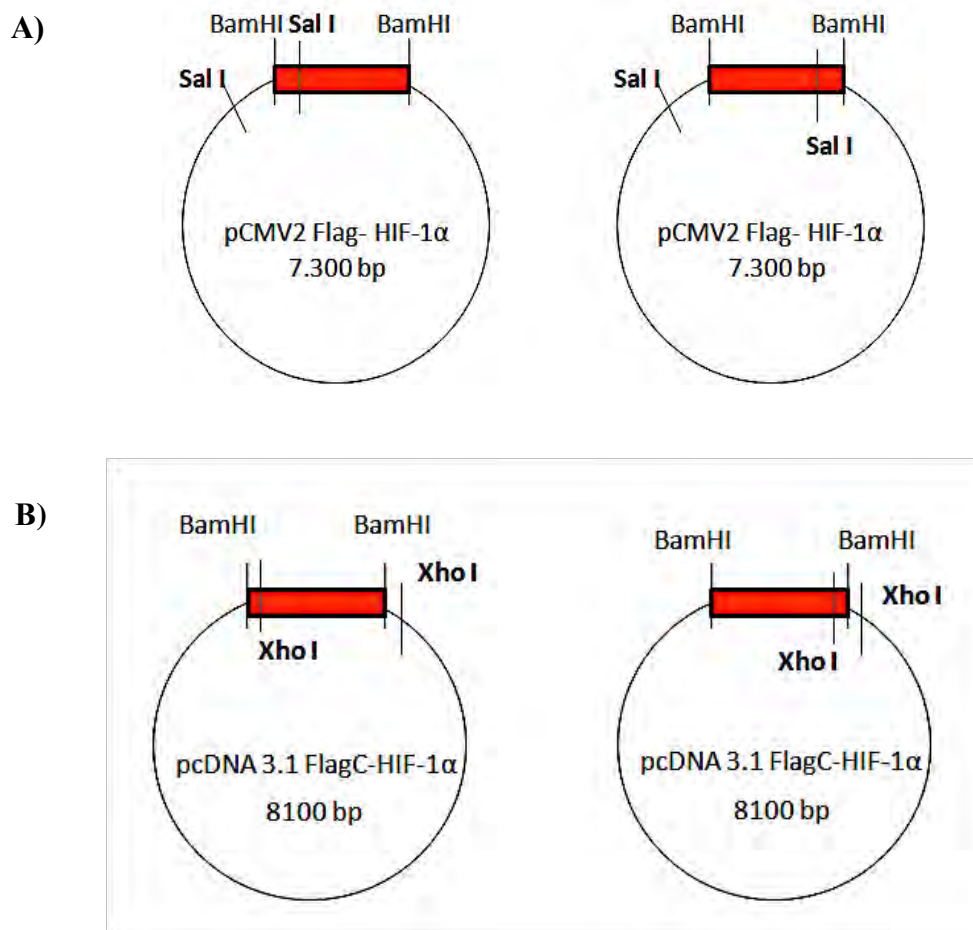 A)
BamHI Sal I BamHI
Sal I
pCMV2 Flag- HIF-1α
7.300 bp
BamHI BamHI
Sal I
Sal I
pCMV2 Flag- HIF-1α
7.300 bp
B)
BamHI BamHI
Xho I
Xho I
pcDNA 3.1 FlagC-HIF-1α
8100 bp
BamHI BamHI
Xho I
Xho I
pcDNA 3.1 FlagC-HIF-1α
8100 bp